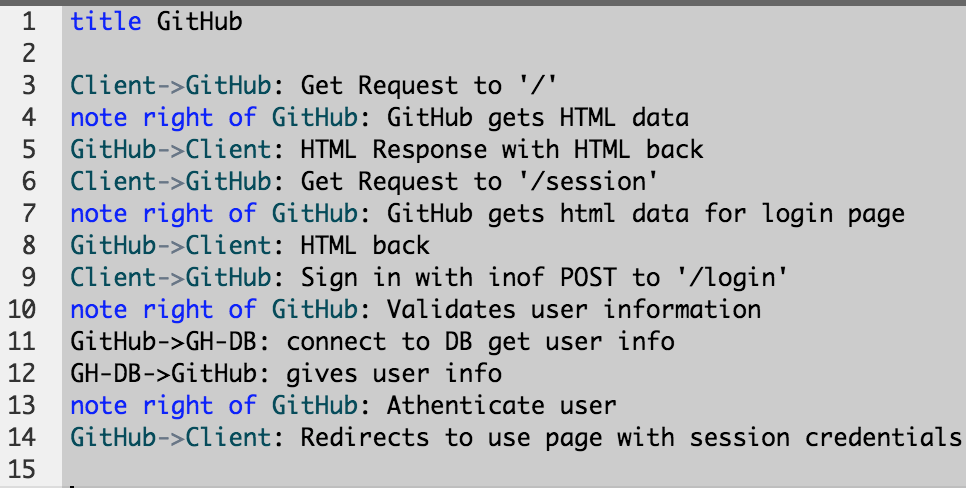 1 title GitHub
2
3 Client->GitHub: Get Request to '/'
4 note right of GitHub: GitHub gets HTML data
5 GitHub->Client: HTML Response with HTML back
6 Client->GitHub: Get Request to '/session'
7 note right of GitHub: GitHub gets html data for login page
8 GitHub->Client: HTML back
9 Client->GitHub: Sign in with inof POST to '/login'
10 note right of GitHub: Validates user information
11 GitHub->GH-DB: connect to DB get user info
12 GH-DB->GitHub: gives user info
13 note right of GitHub: Athenticate user
14 GitHub->Client: Redirects to use page with session credentials
15